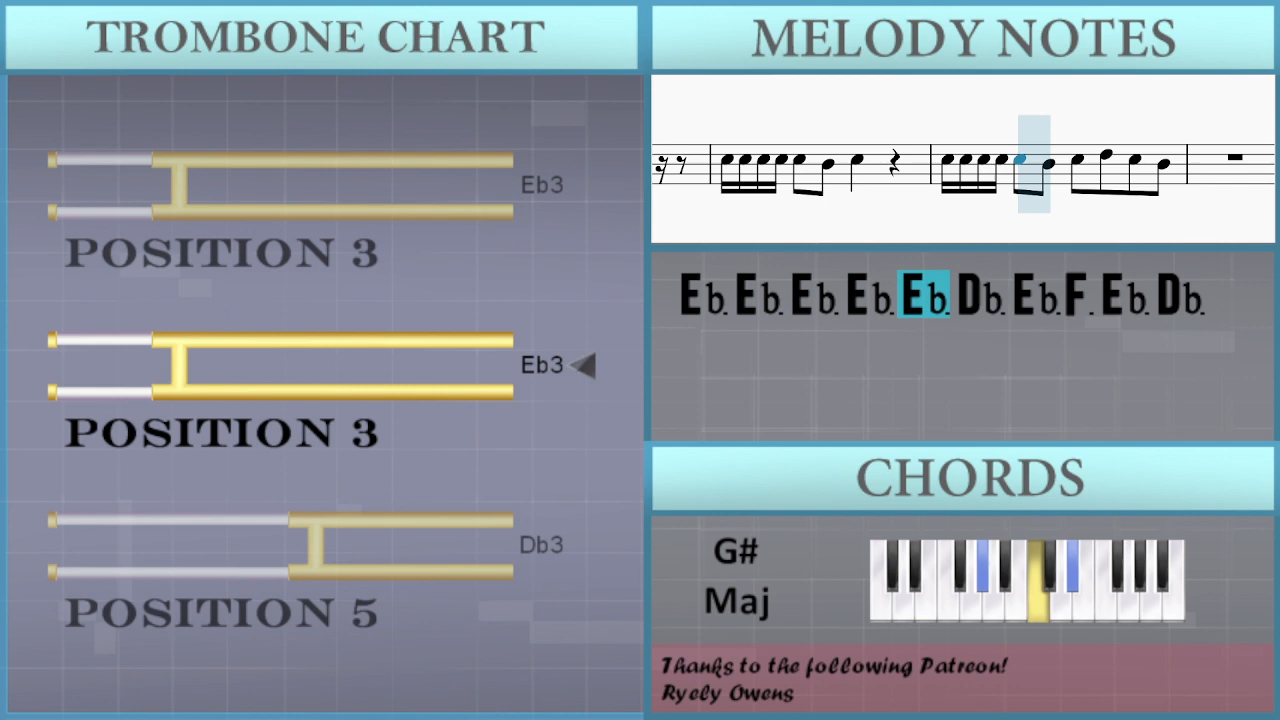 TROMBONE CHART
Eb3
POSITION 3
Eb3
POSITION 3
Db3
POSITION 5
MELODY NOTES
Eb. Eb. Eb. Eb. Eb. Db. Eb. F. Eb. Db.
CHORDS
G#
Maj
Thanks to the following Patreon!
Ryely Owens